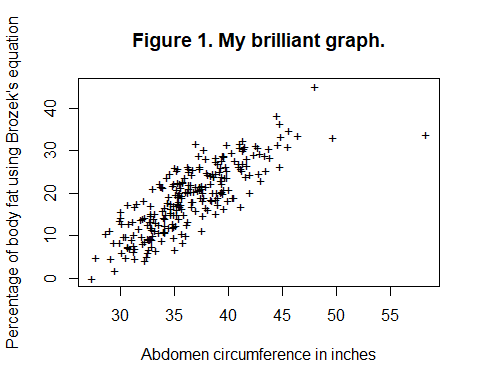 Figure 1. My brilliant graph.
Percentage of body fat using Brozek's equation
40
30
20
10
0
30 35 40 45 50 55
Abdomen circumference in inches